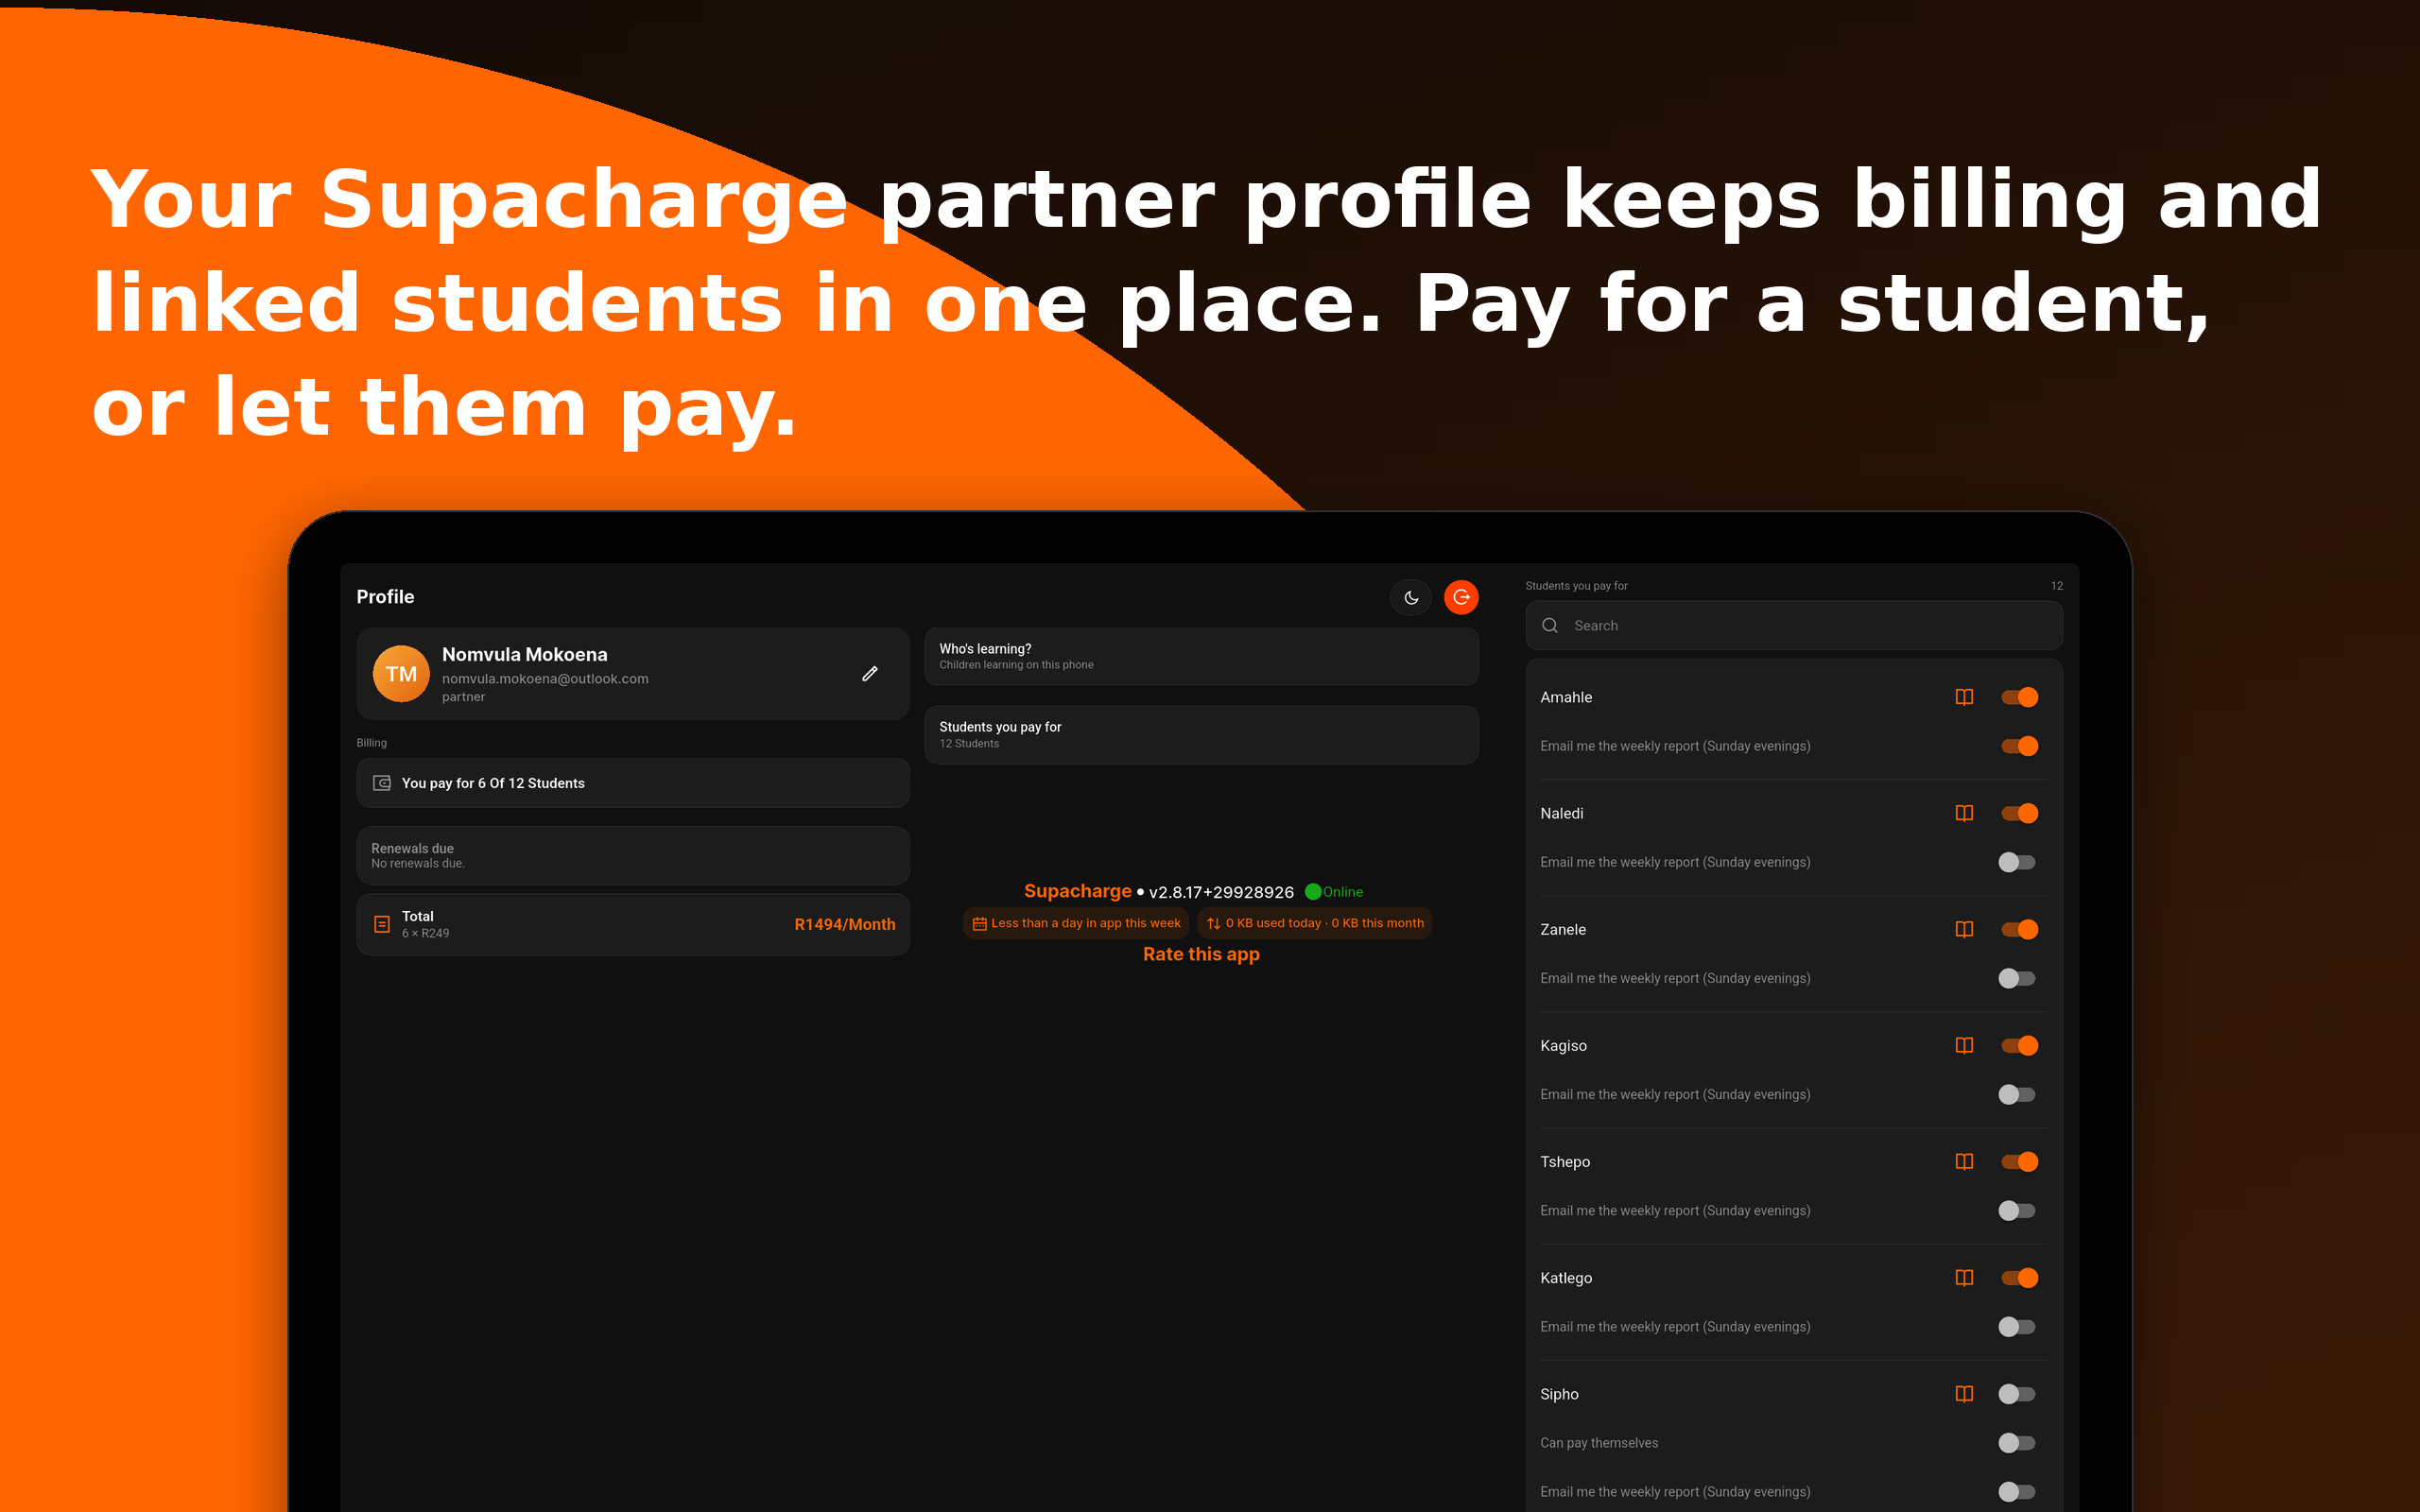 Your Supacharge partner profile keeps billing and
linked students in one place. Pay for a student,
or let them pay.
Profile
TM
Nomvula Mokoena
nomvula.mokoena@outlook.com
partner
Billing
You pay for 6 Of 12 Students
Renewals due
No renewals due.
Total
6 × R249
R1494/Month
Who's learning?
Children learning on this phone
Students you pay for
12 Students
Supacharge • v2.8.17+29928926 Online
Less than a day in app this week
0 KB used today · 0 KB this month
Rate this app
Students you pay for
12
Search
Amahle
Email me the weekly report (Sunday evenings)
Naledi
Email me the weekly report (Sunday evenings)
Zanele
Email me the weekly report (Sunday evenings)
Kagiso
Email me the weekly report (Sunday evenings)
Tshepo
Email me the weekly report (Sunday evenings)
Katlego
Email me the weekly report (Sunday evenings)
Sipho
Can pay themselves
Email me the weekly report (Sunday evenings)